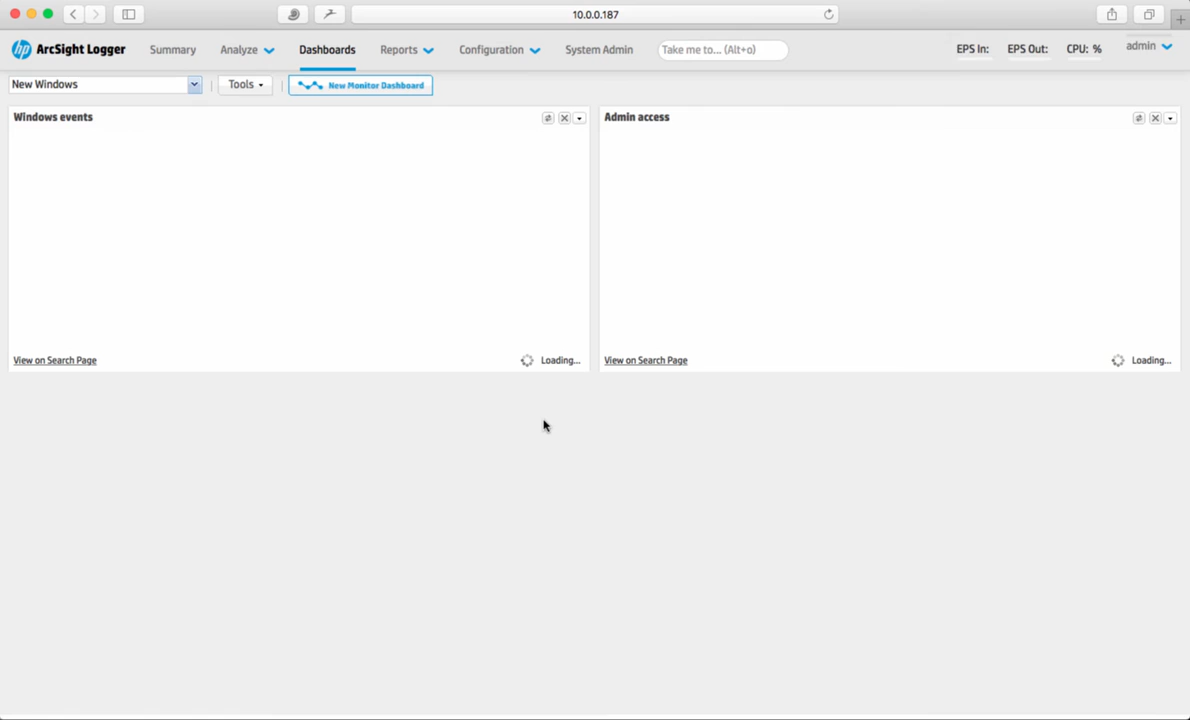 10.0.0.187
hp ArcSight Logger Summary Analyze Dashboards Reports Configuration System Admin Take me to... (Alt+o) EPS In: EPS Out: CPU: % admin
New Windows Tools New Monitor Dashboard
Windows events
View on Search Page Loading...
Admin access
View on Search Page Loading...